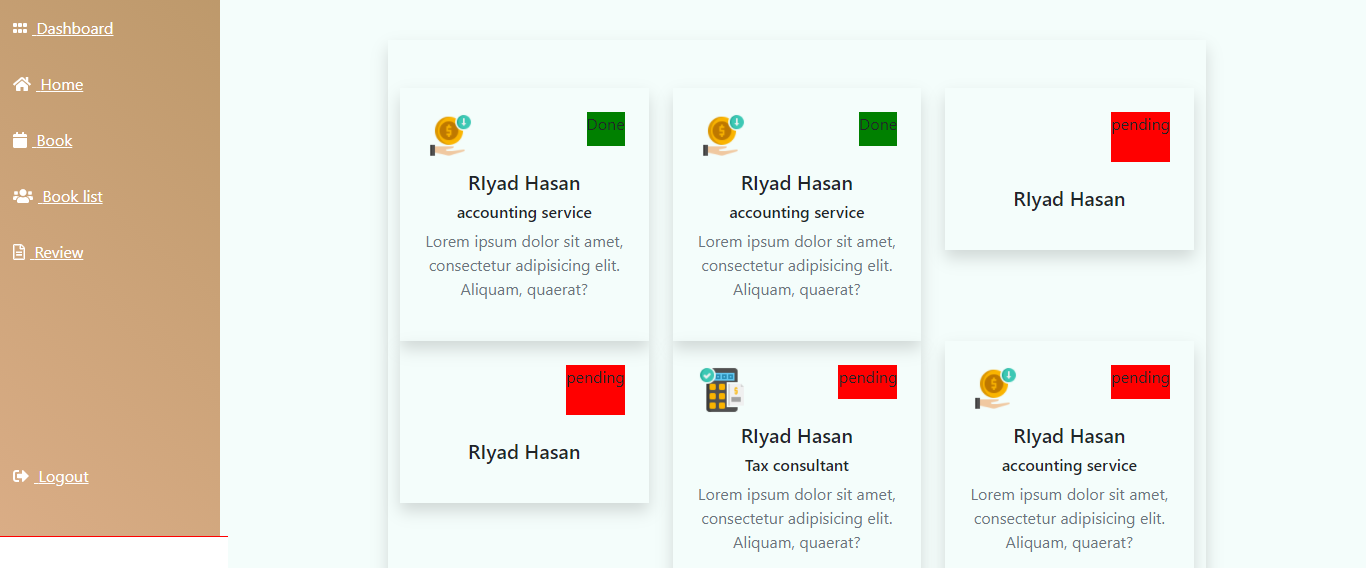 Dashboard
Home
Book
Book list
Review
Logout
Done
RIyad Hasan
accounting service
Lorem ipsum dolor sit amet,
consectetur adipisicing elit.
Aliquam, quaerat?
Done
RIyad Hasan
accounting service
Lorem ipsum dolor sit amet,
consectetur adipisicing elit.
Aliquam, quaerat?
pending
RIyad Hasan
pending
RIyad Hasan
pending
RIyad Hasan
Tax consultant
Lorem ipsum dolor sit amet,
consectetur adipisicing elit.
Aliquam, quaerat?
pending
RIyad Hasan
accounting service
Lorem ipsum dolor sit amet,
consectetur adipisicing elit.
Aliquam, quaerat?